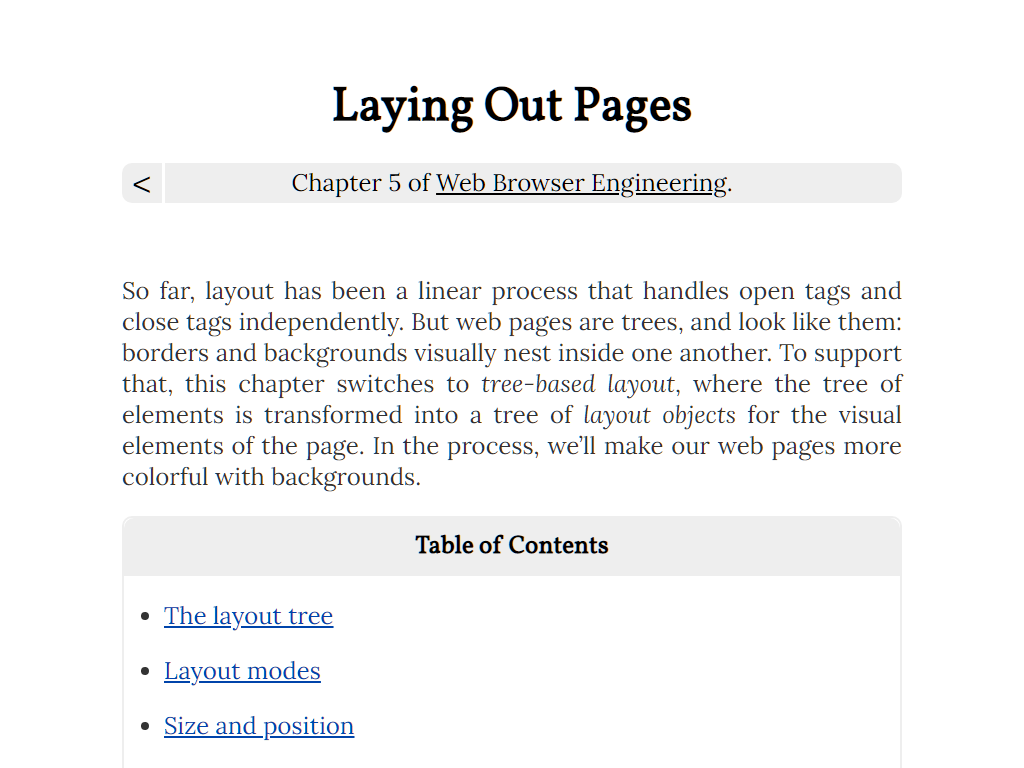 Laying Out Pages
< Chapter 5 of Web Browser Engineering.
So far, layout has been a linear process that handles open tags and
close tags independently. But web pages are trees, and look like them:
borders and backgrounds visually nest inside one another. To support
that, this chapter switches to tree-based layout, where the tree of
elements is transformed into a tree of layout objects for the visual
elements of the page. In the process, we’ll make our web pages more
colorful with backgrounds.
Table of Contents
• The layout tree
• Layout modes
• Size and position